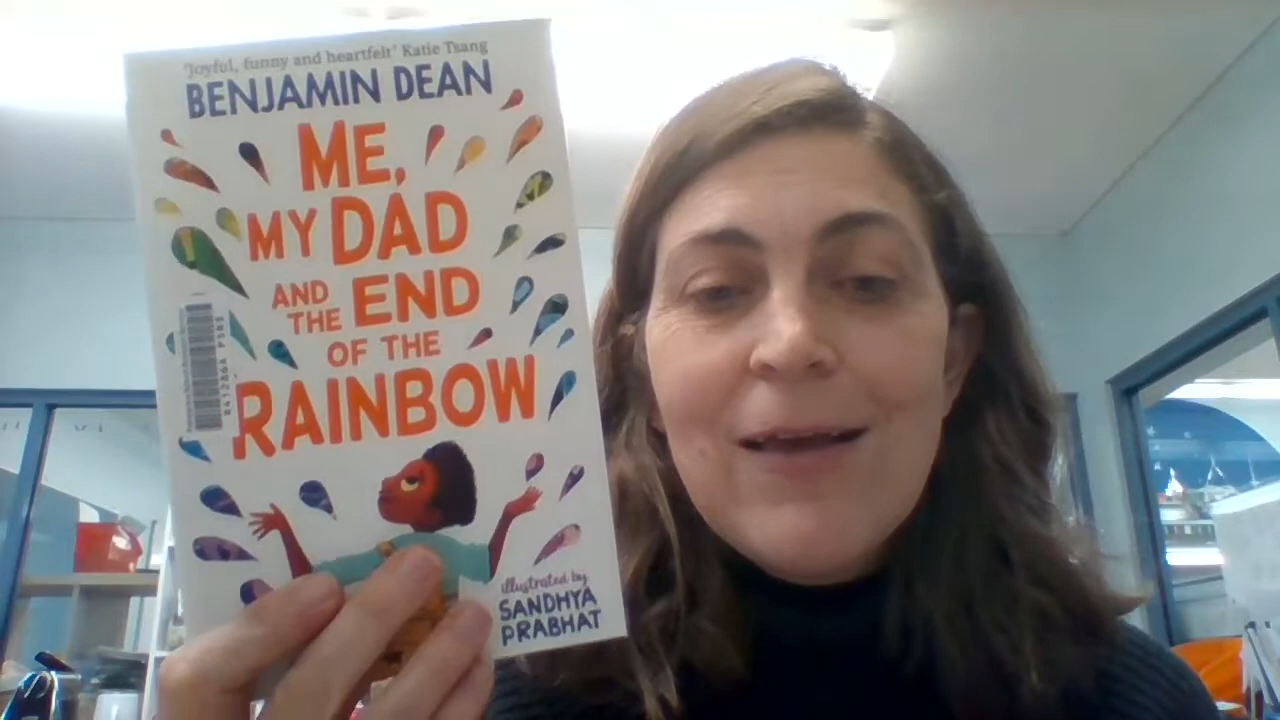 'Joyful, funny and heartfelt' Katie Tsang
BENJAMIN DEAN
ME,
MY DAD
AND THE END
OF THE
RAINBOW
illustrated by
SANDHYA
PRABHAT